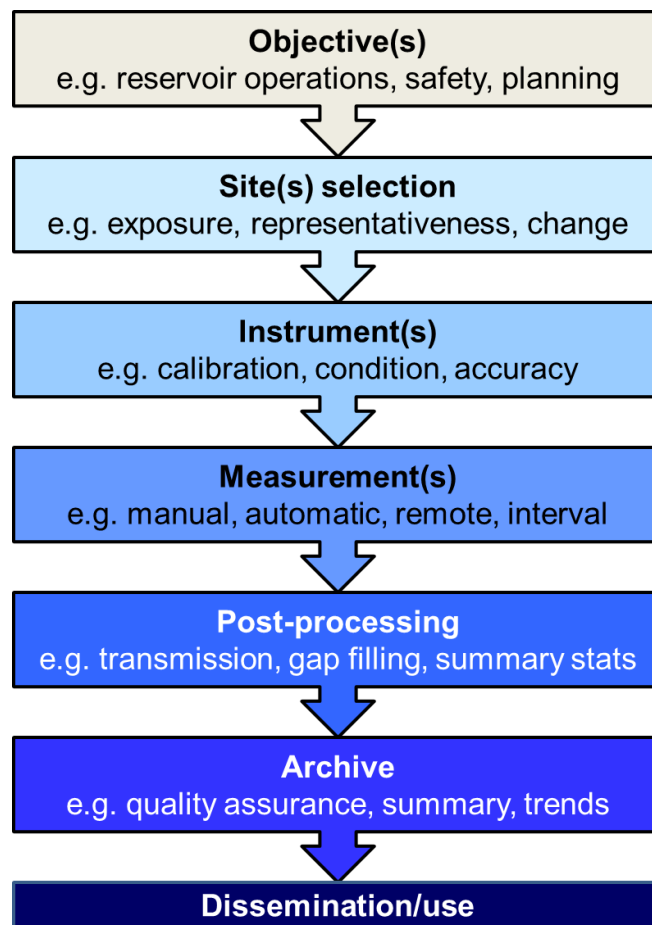 Objective(s)
e.g. reservoir operations, safety, planning
Site(s) selection
e.g. exposure, representativeness, change
Instrument(s)
e.g. calibration, condition, accuracy
Measurement(s)
e.g. manual, automatic, remote, interval
Post-processing
e.g. transmission, gap filling, summary stats
Archive
e.g. quality assurance, summary, trends
Dissemination/use